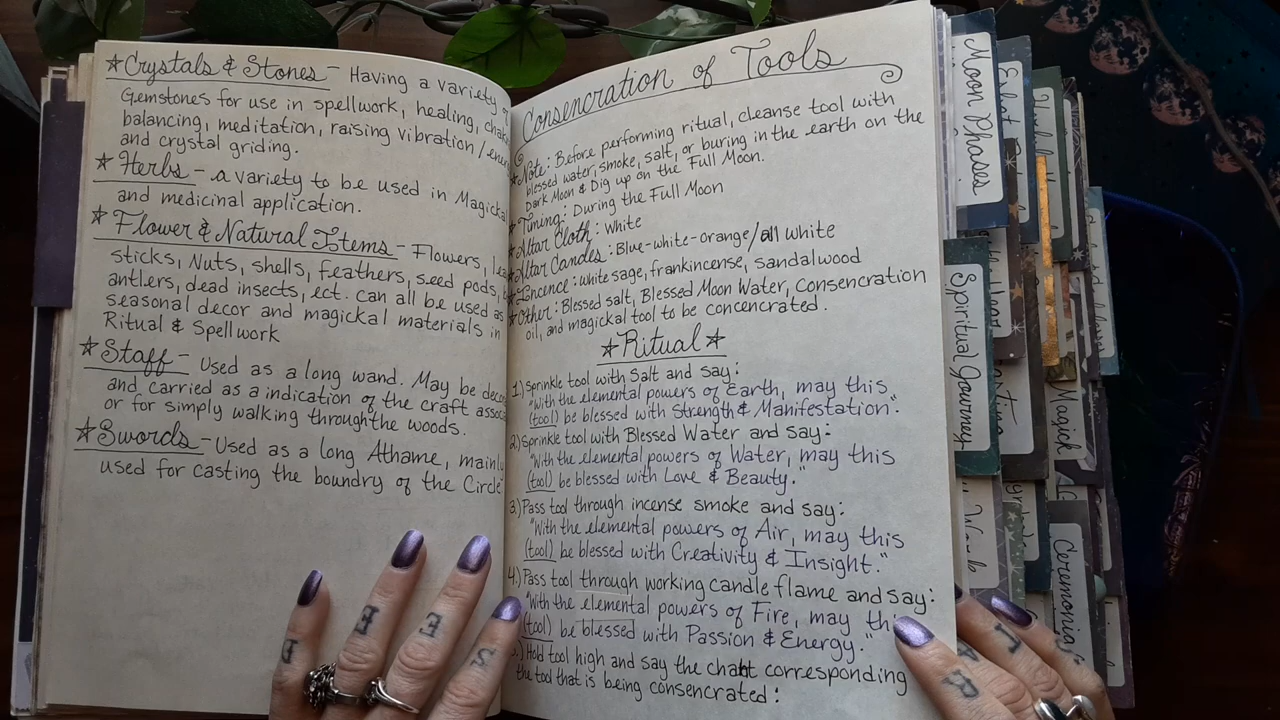 ☆Crystals & Stones - Having a variety
Gemstones for use in spellwork, healing,
balancing, meditation, raising vibration/
and crystal griding.
☆Herbs - a variety to be used in Magickal
and medicinal application.
☆Flower & Natural Items - Flowers,
sticks, Nuts, shells, feathers, seed pods,
antlers, dead insects, ect. can all be used as
seasonal decor and magickal materials in
Ritual & Spellwork
☆Staff - Used as a long wand. May be
and carried as a indication of the craft
or for simply walking through the woods.
☆Swords - Used as a long Athame, mainly
used for casting the boundry of the Circle
Consencration of Tools
☆Note: Before performing ritual, cleanse tool with
blessed water, smoke, salt, or buring in the earth on the
Dark Moon & Dig up on the Full Moon.
☆Timing: During the Full Moon
☆Altar Cloth: White
☆Altar Candles: Blue-white-orange/all white
☆Incence: white sage, frankincense, sandalwood
☆Other: Blessed salt, Blessed Moon Water, consencration
oil, and magickal tool to be concencrated.
☆Ritual☆
1.) Sprinkle tool with Salt and say:
"With the elemental powers of Earth, may this
(tool) be blessed with Strength & Manifestation".
2.) Sprinkle tool with Blessed Water and say:
"With the elemental powers of Water, may this
(tool) be blessed with Love & Beauty."
3.) Pass tool through incense smoke and say:
"With the elemental powers of Air, may this
(tool) be blessed with Creativity & Insight."
4.) Pass tool through working candle flame and say:
"With the elemental powers of Fire, may
(tool) be blessed with Passion & Energy."
Hold tool high and say the chant corresponding
the tool that is being consencrated:
Moon Phases
Spiritual Journey
Magick